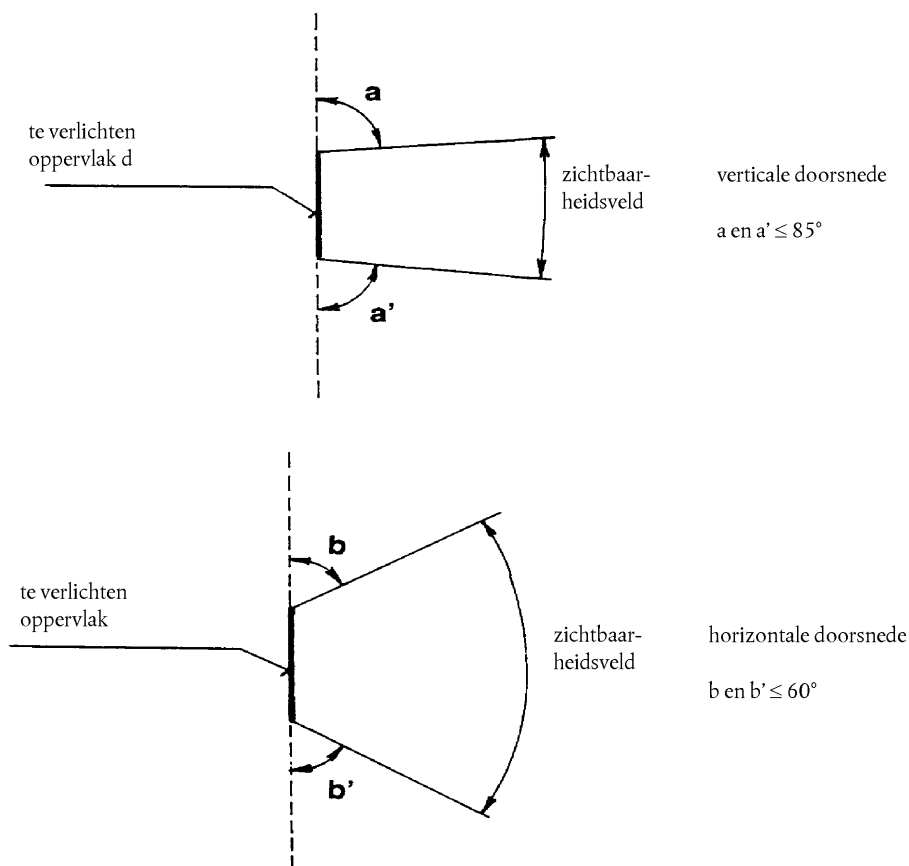 a
te verlichten
oppervlak d
zichtbaar-
heidsveld
verticale doorsnede
a en a' ≤ 85°
a'
b
te verlichten
oppervlak
zichtbaar-
heidsveld
horizontale doorsnede
b en b' ≤ 60°
b'